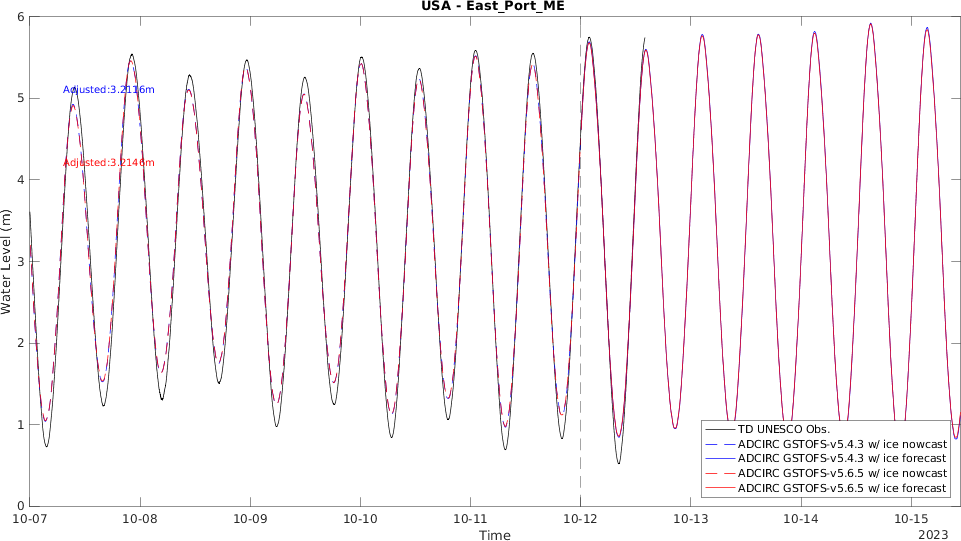 USA - East_Port_ME
6
5
4
3
2
1
0
Water Level (m)
Adjusted:3.2116m
Adjusted:3.2146m
TD UNESCO Obs.
ADCIRC GSTOFS-v5.4.3 w/ ice nowcast
ADCIRC GSTOFS-v5.4.3 w/ ice forecast
ADCIRC GSTOFS-v5.6.5 w/ ice nowcast
ADCIRC GSTOFS-v5.6.5 w/ ice forecast
10-07 10-08 10-09 10-10 10-11 10-12 10-13 10-14 10-15
Time
2023